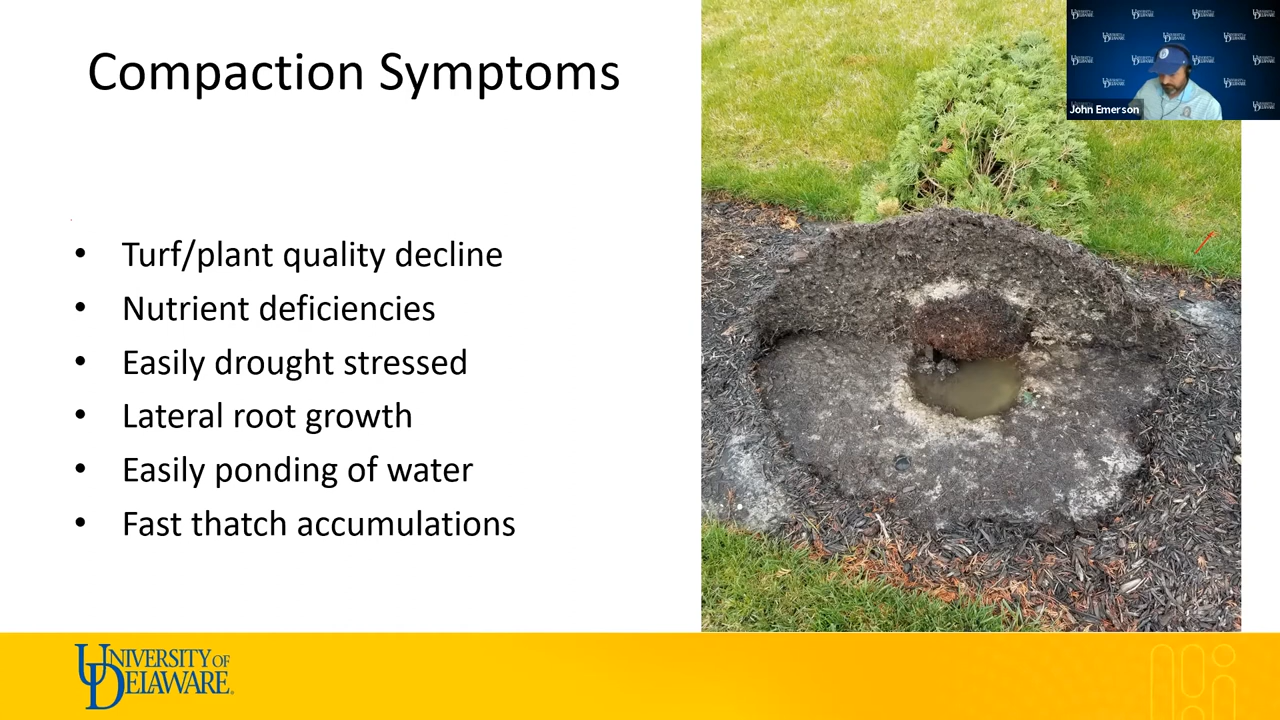 Compaction Symptoms
• Turf/plant quality decline
• Nutrient deficiencies
• Easily drought stressed
• Lateral root growth
• Easily ponding of water
• Fast thatch accumulations
John Emerson
UNIVERSITY OF
DELAWARE